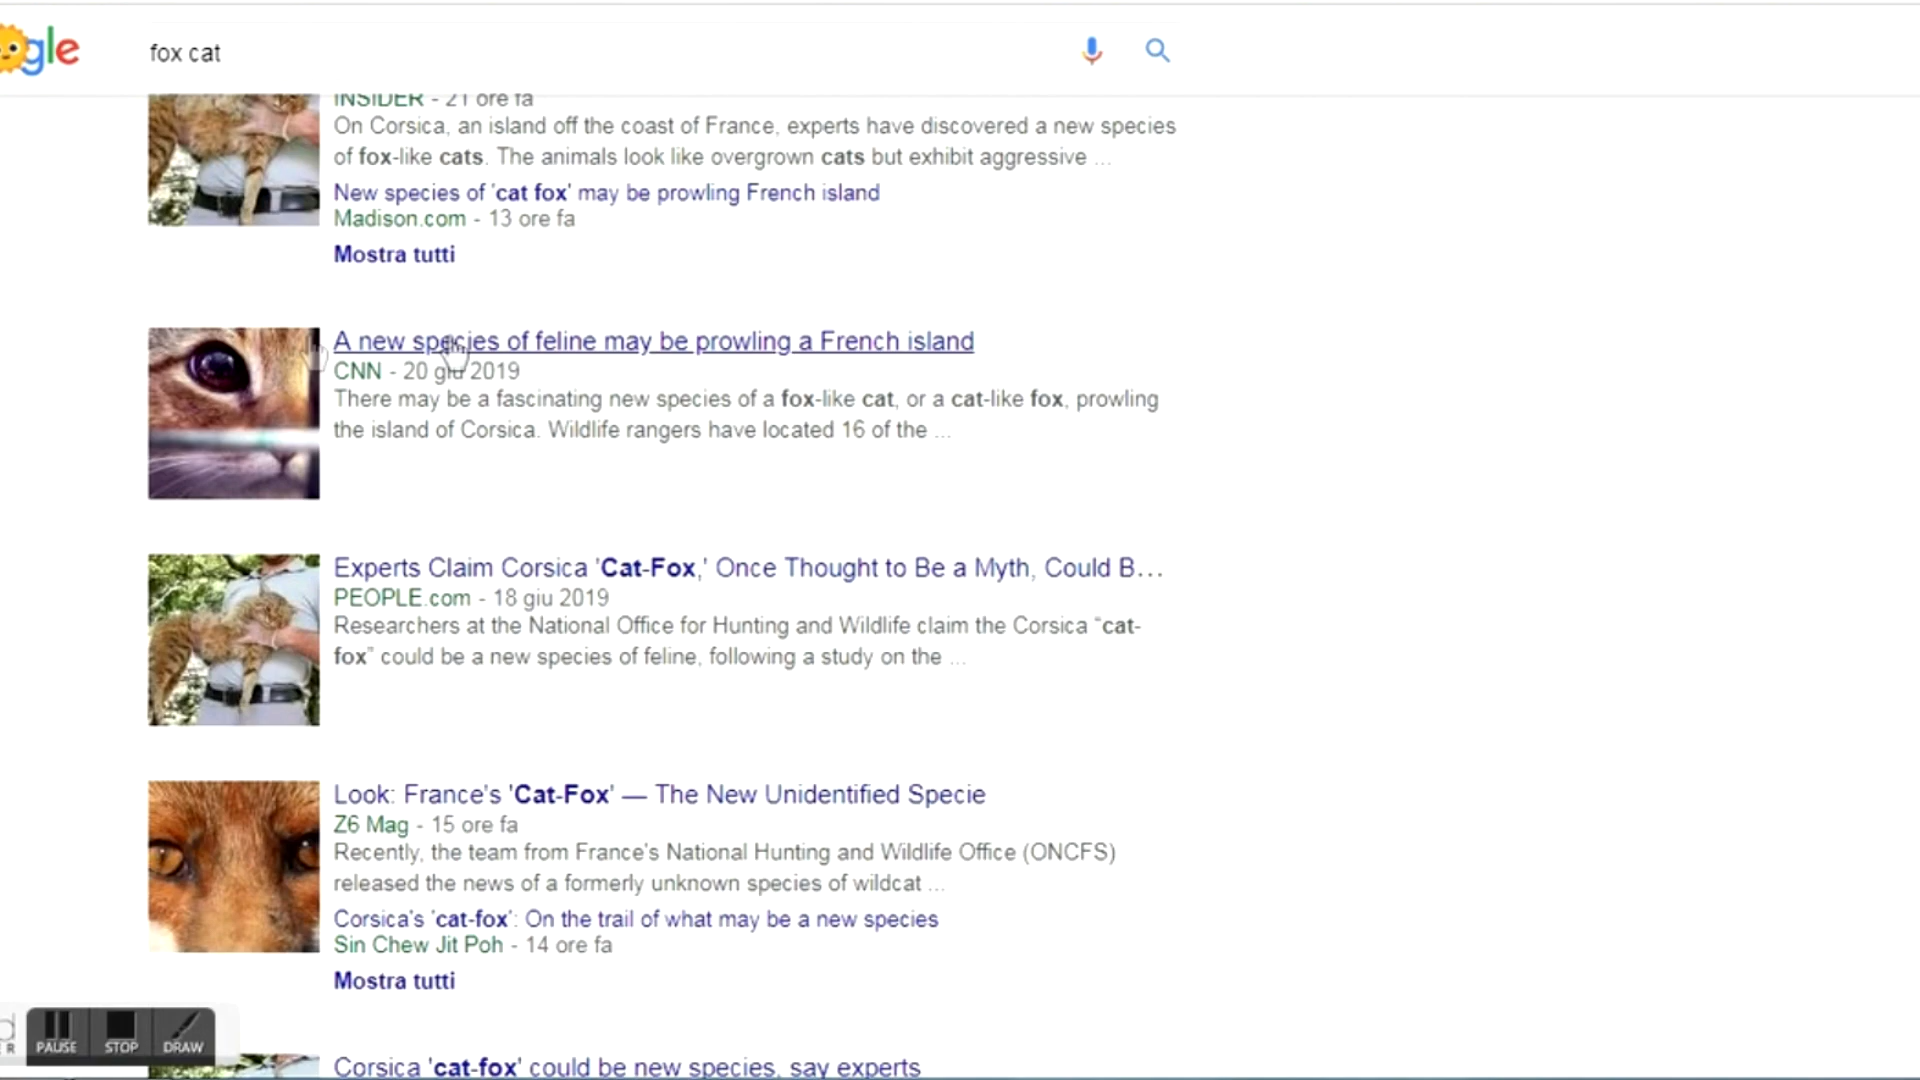 gle
fox cat
INSIDER - 21 ore fa
On Corsica, an island off the coast of France, experts have discovered a new species
of fox-like cats. The animals look like overgrown cats but exhibit aggressive ...
New species of 'cat fox' may be prowling French island
Madison.com - 13 ore fa
Mostra tutti
A new species of feline may be prowling a French island
CNN - 20 giu 2019
There may be a fascinating new species of a fox-like cat, or a cat-like fox, prowling
the island of Corsica. Wildlife rangers have located 16 of the ...
Experts Claim Corsica 'Cat-Fox,' Once Thought to Be a Myth, Could B...
PEOPLE.com - 18 giu 2019
Researchers at the National Office for Hunting and Wildlife claim the Corsica “cat-
fox” could be a new species of feline, following a study on the ...
Look: France's 'Cat-Fox' — The New Unidentified Specie
Z6 Mag - 15 ore fa
Recently, the team from France's National Hunting and Wildlife Office (ONCFS)
released the news of a formerly unknown species of wildcat ...
Corsica's 'cat-fox': On the trail of what may be a new species
Sin Chew Jit Poh - 14 ore fa
Mostra tutti
PAUSE STOP DRAW
Corsica 'cat-fox' could be new species, say experts